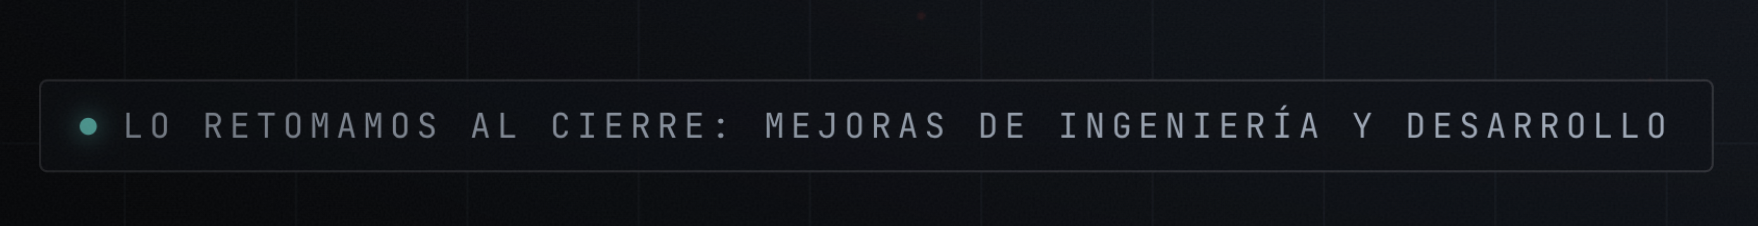 LO RETOMAMOS AL CIERRE: MEJORAS DE INGENIERÍA Y DESARROLLO